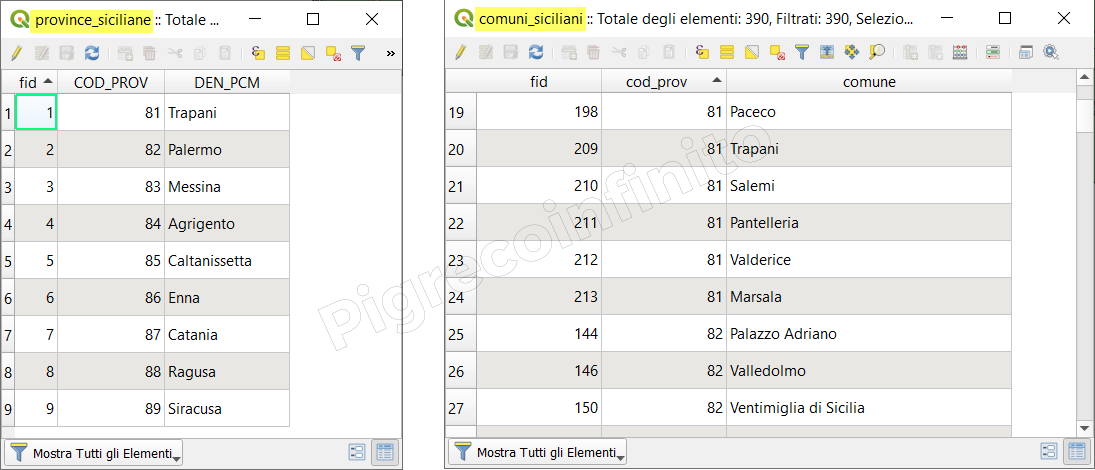 province_siciliane :: Totale ...
fid COD_PROV DEN_PCM
1 1 81 Trapani
2 2 82 Palermo
3 3 83 Messina
4 4 84 Agrigento
5 5 85 Caltanissetta
6 6 86 Enna
7 7 87 Catania
8 8 88 Ragusa
9 9 89 Siracusa
Mostra Tutti gli Elementi
comuni_siciliani :: Totale degli elementi: 390, Filtrati: 390, Selezio...
fid cod_prov comune
19 198 81 Paceco
20 209 81 Trapani
21 210 81 Salemi
22 211 81 Pantelleria
23 212 81 Valderice
24 213 81 Marsala
25 144 82 Palazzo Adriano
26 146 82 Valledolmo
27 150 82 Ventimiglia di Sicilia
Mostra Tutti gli Elementi
Pigrecoinfinito